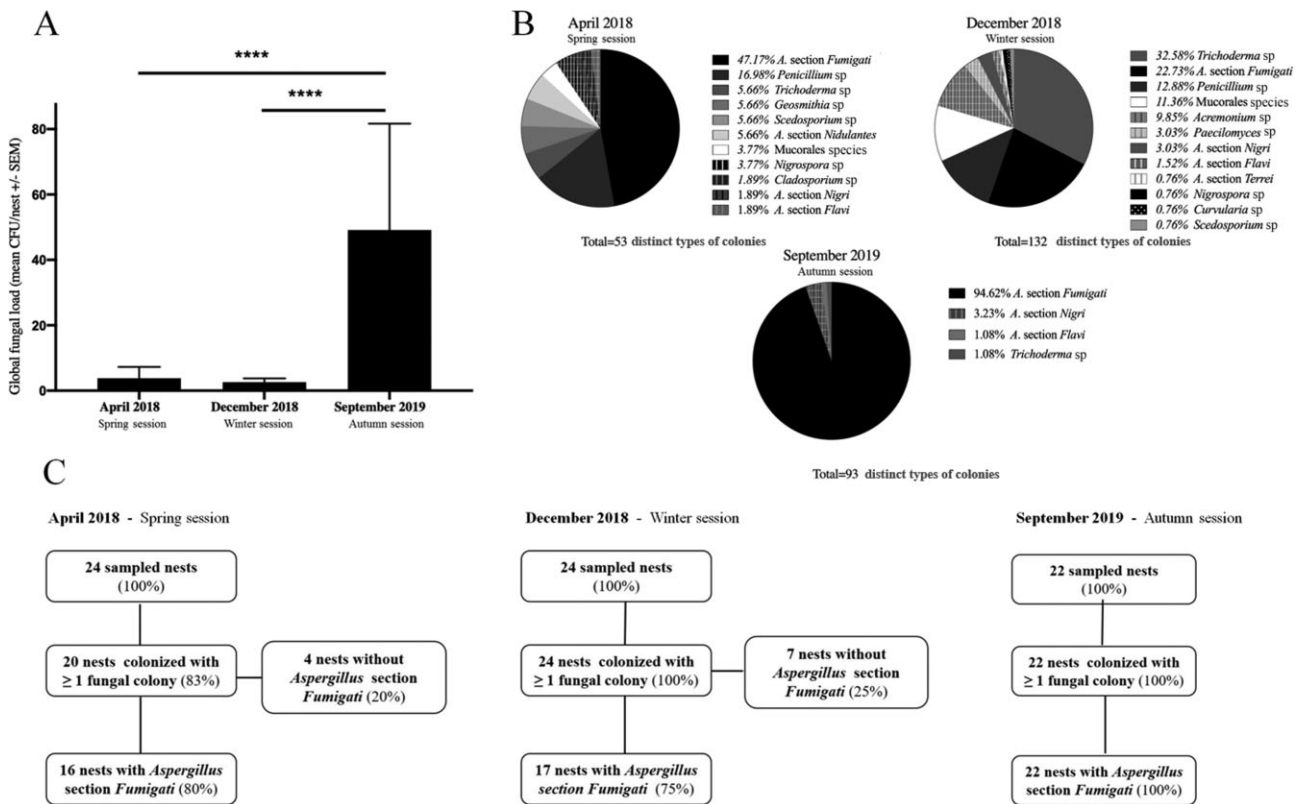 A
****
****
Global fungal load (mean CFU/nest +/- SEM)
80
60
40
20
0
April 2018
Spring session
December 2018
Winter session
September 2019
Autumn session
B
April 2018
Spring session
47.17% A. section Fumigati
16.98% Penicillium sp
5.66% Trichoderma sp
5.66% Geosmithia sp
5.66% Scedosporium sp
5.66% A. section Nidulantes
3.77% Mucorales species
3.77% Nigrospora sp
1.89% Cladosporium sp
1.89% A. section Nigri
1.89% A. section Flavi
Total=53 distinct types of colonies
December 2018
Winter session
32.58% Trichoderma sp
22.73% A. section Fumigati
12.88% Penicillium sp
11.36% Mucorales species
9.85% Acremonium sp
3.03% Paecilomyces sp
3.03% A. section Nigri
1.52% A. section Flavi
0.76% A. section Terrei
0.76% Nigrospora sp
0.76% Curvularia sp
0.76% Scedosporium sp
Total=132 distinct types of colonies
September 2019
Autumn session
94.62% A. section Fumigati
3.23% A. section Nigri
1.08% A. section Flavi
1.08% Trichoderma sp
Total=93 distinct types of colonies
C
April 2018 - Spring session
24 sampled nests
(100%)
20 nests colonized with
≥ 1 fungal colony (83%)
4 nests without
Aspergillus section
Fumigati (20%)
16 nests with Aspergillus
section Fumigati (80%)
December 2018 - Winter session
24 sampled nests
(100%)
24 nests colonized with
≥ 1 fungal colony (100%)
7 nests without
Aspergillus section
Fumigati (25%)
17 nests with Aspergillus
section Fumigati (75%)
September 2019 - Autumn session
22 sampled nests
(100%)
22 nests colonized with
≥ 1 fungal colony (100%)
22 nests with Aspergillus
section Fumigati (100%)